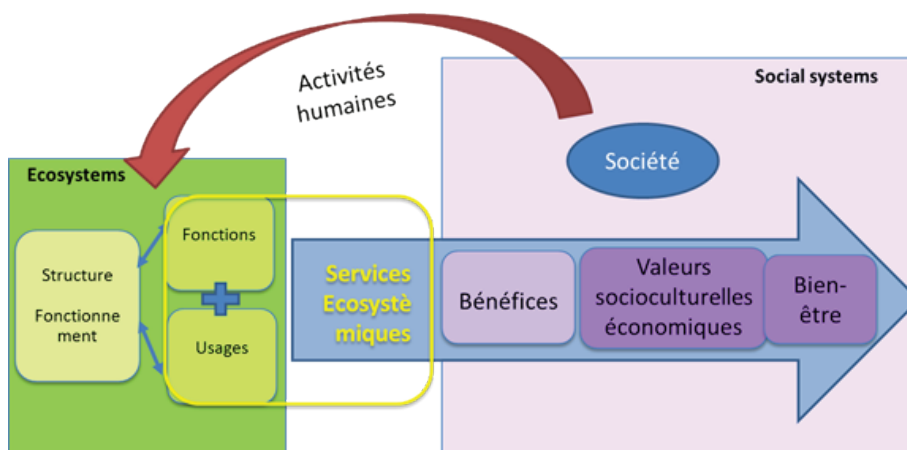 Activités
humaines
Social systems
Société
Ecosystems
Structure
Fonctionne
ment
Fonctions
Usages
Services
Ecosystè
miques
Bénéfices
Valeurs
socioculturelles
économiques
Bien-
être